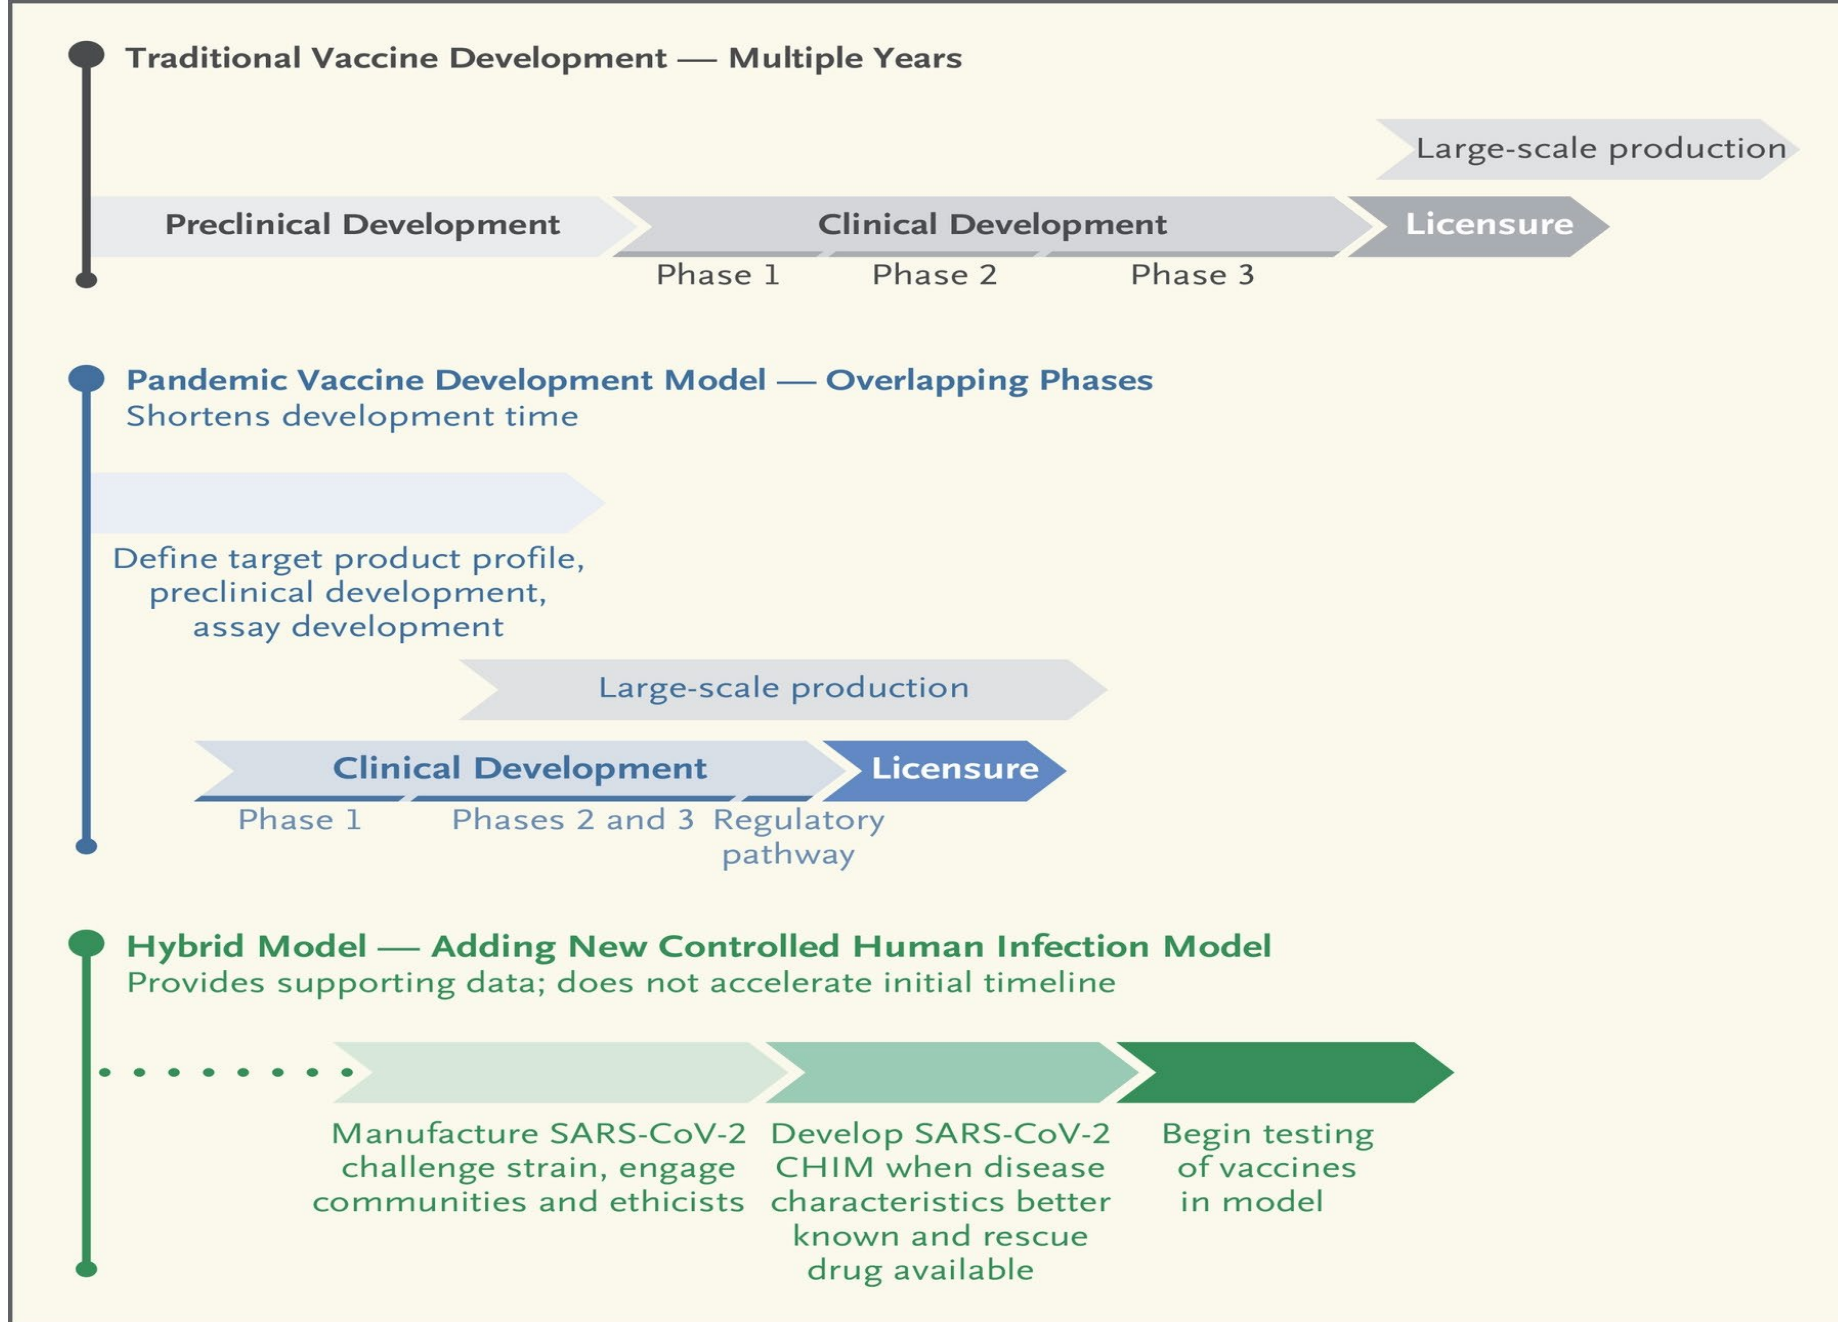 Traditional Vaccine Development — Multiple Years
Large-scale production
Preclinical Development
Clinical Development
Licensure
Phase 1
Phase 2
Phase 3
Pandemic Vaccine Development Model — Overlapping Phases
Shortens development time
Define target product profile,
preclinical development,
assay development
Large-scale production
Clinical Development
Licensure
Phase 1
Phases 2 and 3
Regulatory
pathway
Hybrid Model — Adding New Controlled Human Infection Model
Provides supporting data; does not accelerate initial timeline
Manufacture SARS-CoV-2
challenge strain, engage
communities and ethicists
Develop SARS-CoV-2
CHIM when disease
characteristics better
known and rescue
drug available
Begin testing
of vaccines
in model